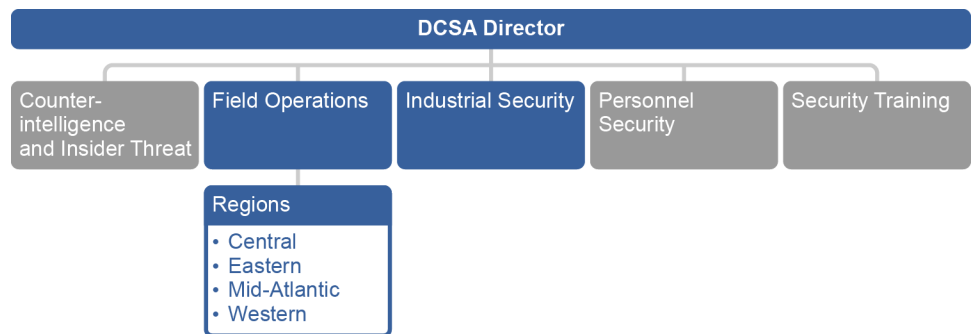 DCSA Director
Counter-
intelligence
and Insider Threat
Field Operations
Industrial Security
Personnel
Security
Security Training
Regions
• Central
• Eastern
• Mid-Atlantic
• Western